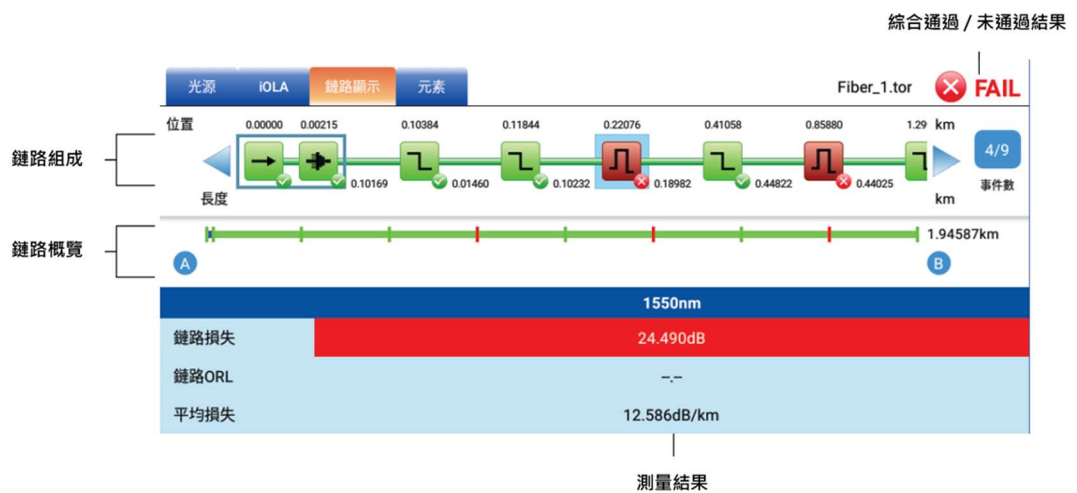 綜合通過 / 未通過結果
光源 iOLA 鏈路顯示 元素 Fiber_1.tor FAIL
位置 0.00000 0.00215 0.10384 0.11844 0.22076 0.41058 0.85880 1.29 km
鏈路組成
4/9
0.10169 0.01460 0.10232 0.18982 0.44822 0.44025
事件數
長度 km
鏈路概覽
1.94587km
A B
1550nm
鏈路損失 24.490dB
鏈路ORL –.–
平均損失 12.586dB/km
測量結果